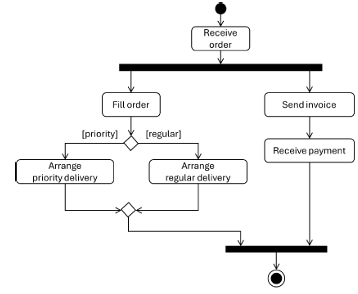 Receive
order
Fill order
Send invoice
[priority]
[regular]
Receive payment
Arrange
priority delivery
Arrange
regular delivery